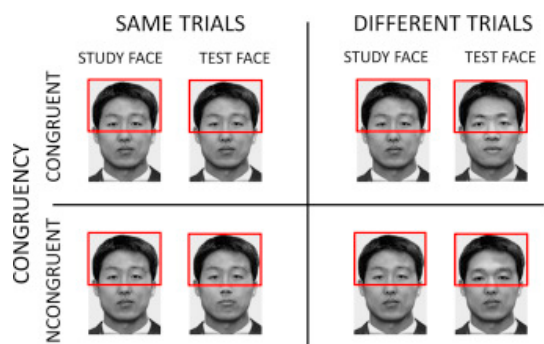 SAME TRIALS
DIFFERENT TRIALS
STUDY FACE
TEST FACE
STUDY FACE
TEST FACE
CONGRUENCY
CONGRUENT
NCONGRUENT